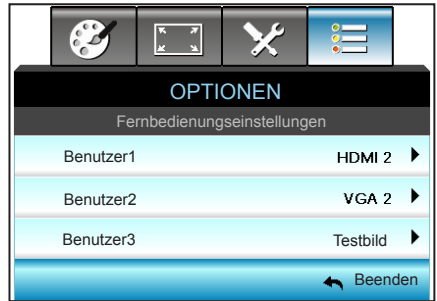 OPTIONEN
Fernbedienungseinstellungen
Benutzer1 HDMI 2
Benutzer2 VGA 2
Benutzer3 Testbild
Beenden